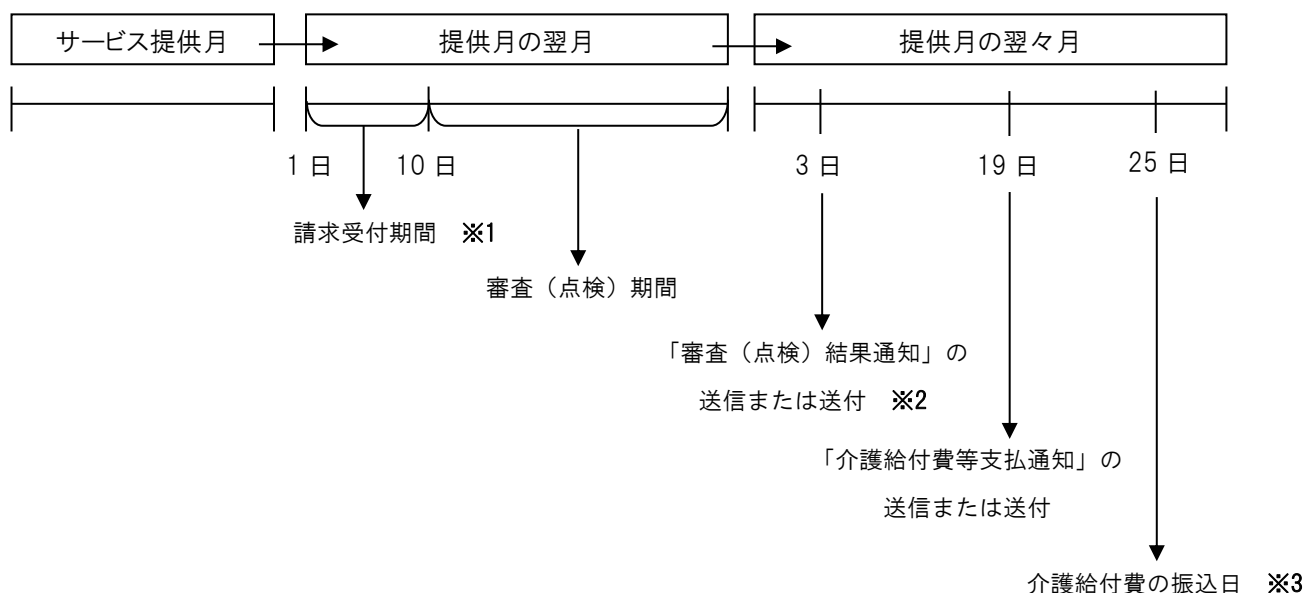 サービス提供月
提供月の翌月
提供月の翌々月
1日
10日
3日
19日
25日
請求受付期間 ※1
審査(点検)期間
「審査(点検)結果通知」の
送信または送付 ※2
「介護給付費等支払通知」の
送信または送付
介護給付費の振込日 ※3